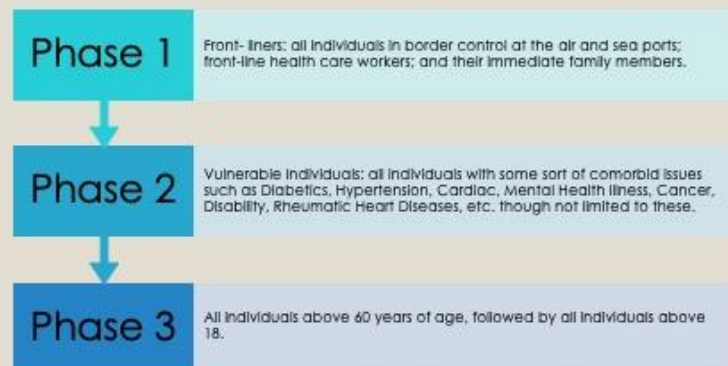 Phase 1
Front- liners: all individuals in border control at the air and sea ports;
front-line health care workers; and their immediate family members.
Phase 2
Vulnerable individuals: all individuals with some sort of comorbid issues
such as Diabetics, Hypertension, Cardiac, Mental Health illness, Cancer,
Disability, Rheumatic Heart Diseases, etc. though not limited to these.
Phase 3
All individuals above 60 years of age, followed by all individuals above
18.